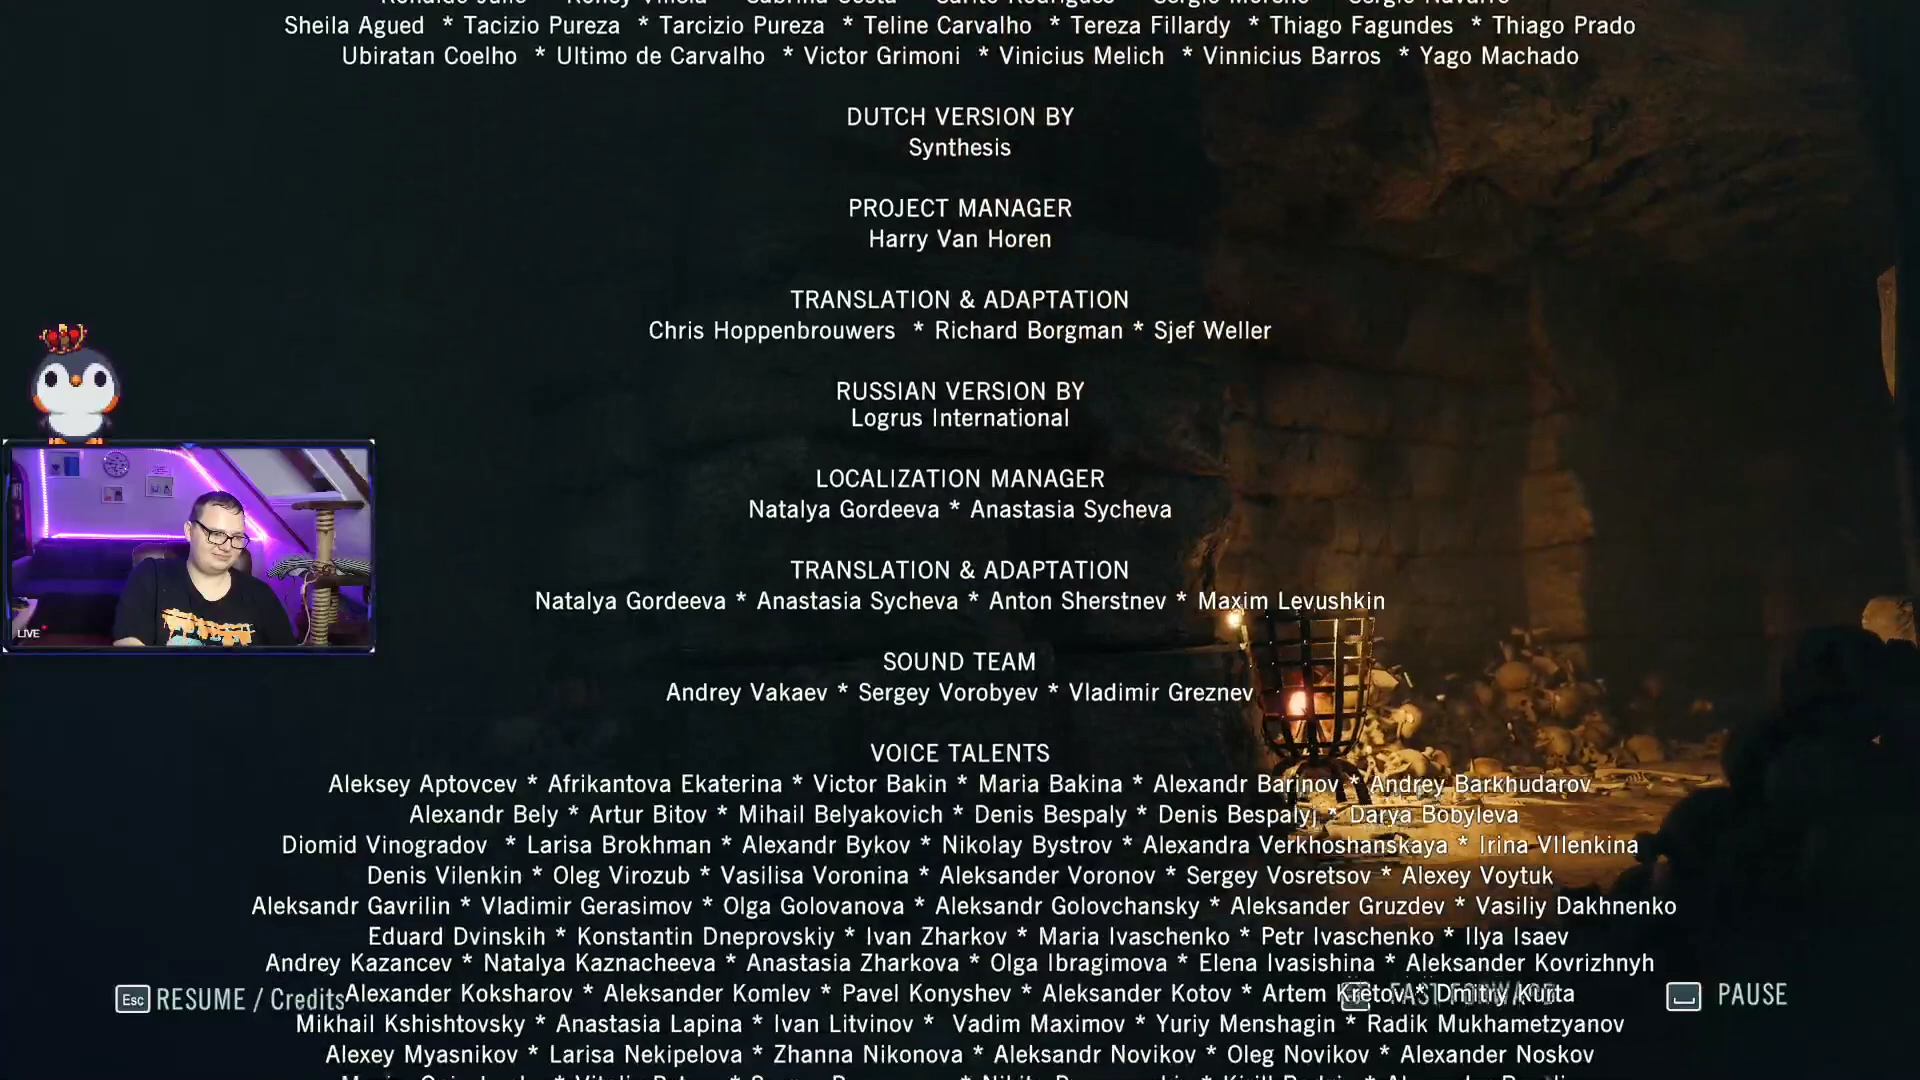 Sheila Agued * Tacizio Pureza * Tarcizio Pureza * Teline Carvalho * Tereza Fillardy * Thiago Fagundes * Thiago Prado
Ubiratan Coelho * Ultimo de Carvalho * Victor Grimoni * Vinicius Melich * Vinnicius Barros * Yago Machado
DUTCH VERSION BY
Synthesis
PROJECT MANAGER
Harry Van Horen
TRANSLATION & ADAPTATION
Chris Hoppenbrouwers * Richard Borgman * Sjef Weller
RUSSIAN VERSION BY
Logrus International
LOCALIZATION MANAGER
Natalya Gordeeva * Anastasia Sycheva
TRANSLATION & ADAPTATION
Natalya Gordeeva * Anastasia Sycheva * Anton Sherstnev * Maxim Levushkin
SOUND TEAM
Andrey Vakaev * Sergey Vorobyev * Vladimir Greznev
LIVE
VOICE TALENTS
Aleksey Aptovcev * Afrikantova Ekaterina * Victor Bakin * Maria Bakina * Alexandr Barinov * Andrey Barkhudarov
Alexandr Bely * Artur Bitov * Mihail Belyakovich * Denis Bespaly * Denis Bespalyj * Darya Bobyleva
Diomid Vinogradov * Larisa Brokhman * Alexandr Bykov * Nikolay Bystrov * Alexandra Verkhoshanskaya * Irina VIlenkina
Denis Vilenkin * Oleg Virozub * Vasilisa Voronina * Aleksander Voronov * Sergey Vosretsov * Alexey Voytuk
Aleksandr Gavrilin * Vladimir Gerasimov * Olga Golovanova * Aleksandr Golovchansky * Aleksander Gruzdev * Vasiliy Dakhnenko
Eduard Dvinskih * Konstantin Dneprovskiy * Ivan Zharkov * Maria Ivaschenko * Petr Ivaschenko * Ilya Isaev
Andrey Kazancev * Natalya Kaznacheeva * Anastasia Zharkova * Olga Ibragimova * Elena Ivasishina * Aleksander Kovrizhnyh
Esc RESUME / Credits
Alexander Koksharov * Aleksander Komlev * Pavel Konyshev * Aleksander Kotov * Artem Kretov * Dmitriy Kurta
FAST FORWARD
PAUSE
Mikhail Kshishtovsky * Anastasia Lapina * Ivan Litvinov * Vadim Maximov * Yuriy Menshagin * Radik Mukhametzyanov
Alexey Myasnikov * Larisa Nekipelova * Zhanna Nikonova * Aleksandr Novikov * Oleg Novikov * Alexander Noskov